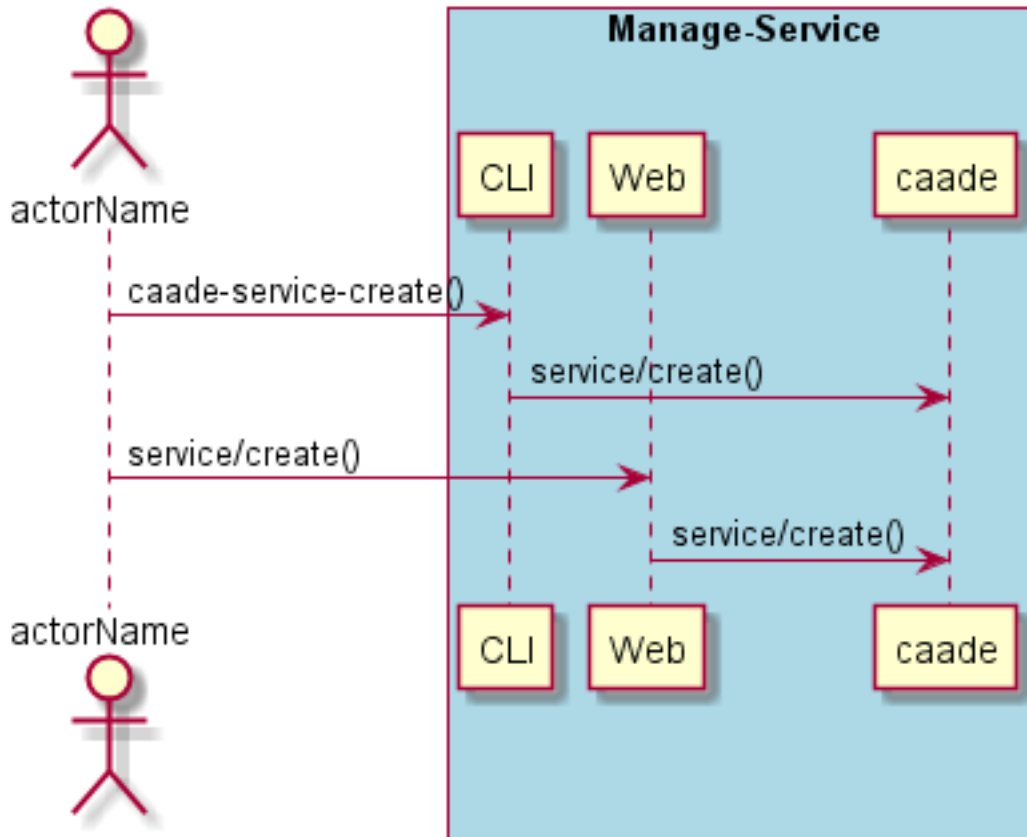 Manage-Service
CLI Web caade
actorName
caade-service-create()
service/create()
service/create()
service/create()
actorName
CLI Web caade